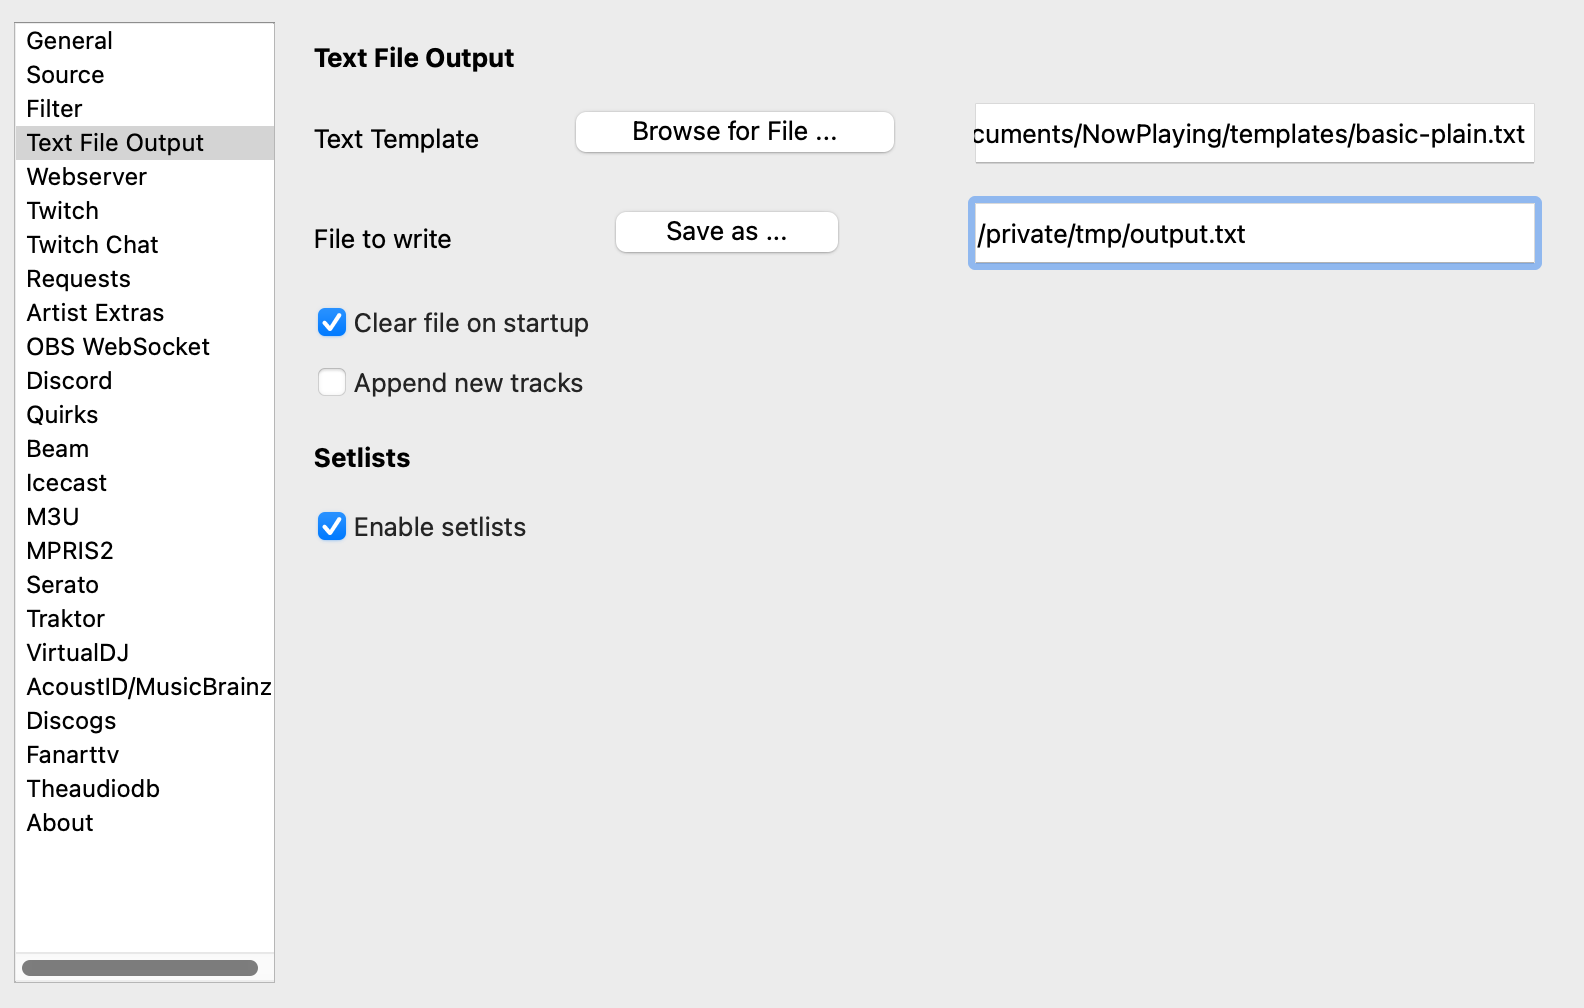 General
Source
Filter
Text File Output
Webserver
Twitch
Twitch Chat
Requests
Artist Extras
OBS WebSocket
Discord
Quirks
Beam
Icecast
M3U
MPRIS2
Serato
Traktor
VirtualDJ
AcoustID/MusicBrainz
Discogs
Fanarttv
Theaudiodb
About
Text File Output
Text Template Browse for File ... cuments/NowPlaying/templates/basic-plain.txt
File to write Save as ... /private/tmp/output.txt
Clear file on startup
Append new tracks
Setlists
Enable setlists